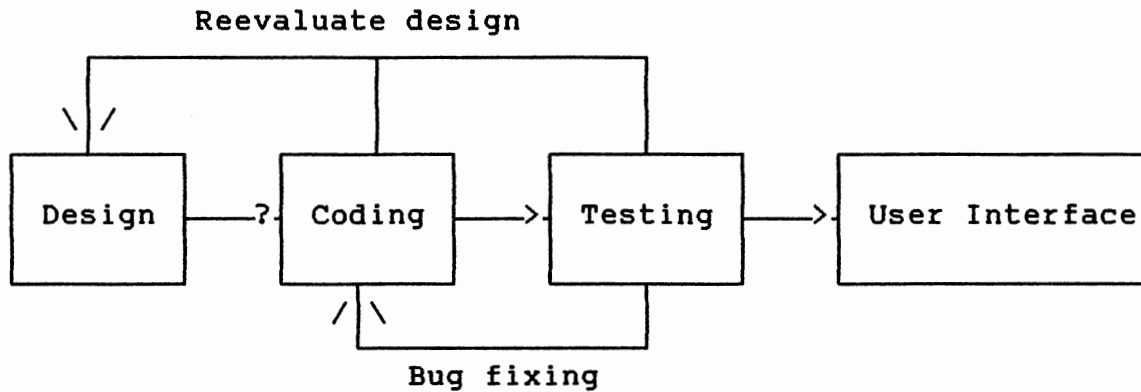 Reevaluate design
Design ? Coding > Testing > User Interface
Bug fixing